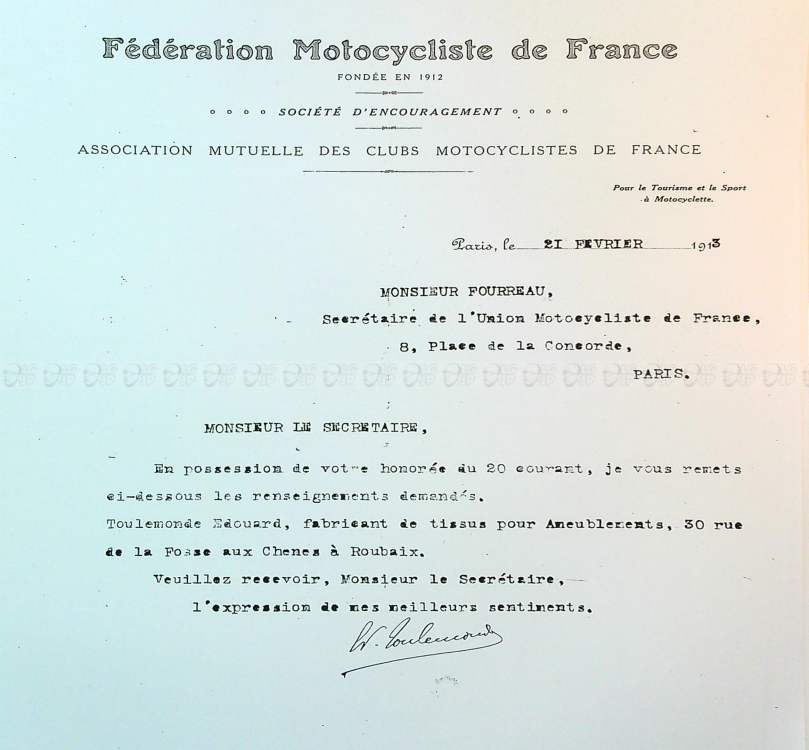 Fédération Motocycliste de France
FONDÉE EN 1912
SOCIÉTÉ D'ENCOURAGEMENT
ASSOCIATION MUTUELLE DES CLUBS MOTOCYCLISTES DE FRANCE
Pour le Tourisme et le Sport
à Motocyclette.
Paris, le 2I FEVRIER 1913
MONSIEUR FOURREAU,
Secrétaire de l'Union Motocycliste de France,
8, Place de la Concorde,
PARIS.
MONSIEUR LE SECRETAIRE,
En possession de votre honorée du 20 courant, je vous remets
ci-dessous les renseignements demandés.
Toulemonde Edouard, fabricant de tissus pour Ameublements, 30 rue
de la Fosse aux Chenes à Roubaix.
Veuillez recevoir, Monsieur le Secrétaire,
l'expression de mes meilleurs sentiments.
Toulemonde